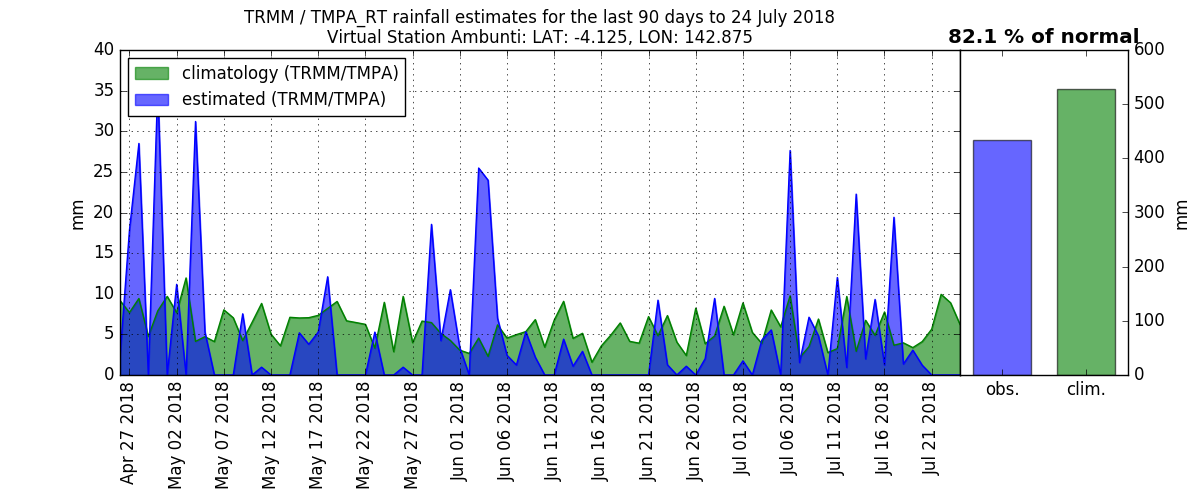 TRMM / TMPA_RT rainfall estimates for the last 90 days to 24 July 2018
Virtual Station Ambunti: LAT: -4.125, LON: 142.875
82.1 % of normal
climatology (TRMM/TMPA)
estimated (TRMM/TMPA)
40
35
30
25
20
15
10
5
0
mm
600
500
400
300
200
100
0
mm
obs.
clim.
Apr 27 2018
May 02 2018
May 07 2018
May 12 2018
May 17 2018
May 22 2018
May 27 2018
Jun 01 2018
Jun 06 2018
Jun 11 2018
Jun 16 2018
Jun 21 2018
Jun 26 2018
Jul 01 2018
Jul 06 2018
Jul 11 2018
Jul 16 2018
Jul 21 2018